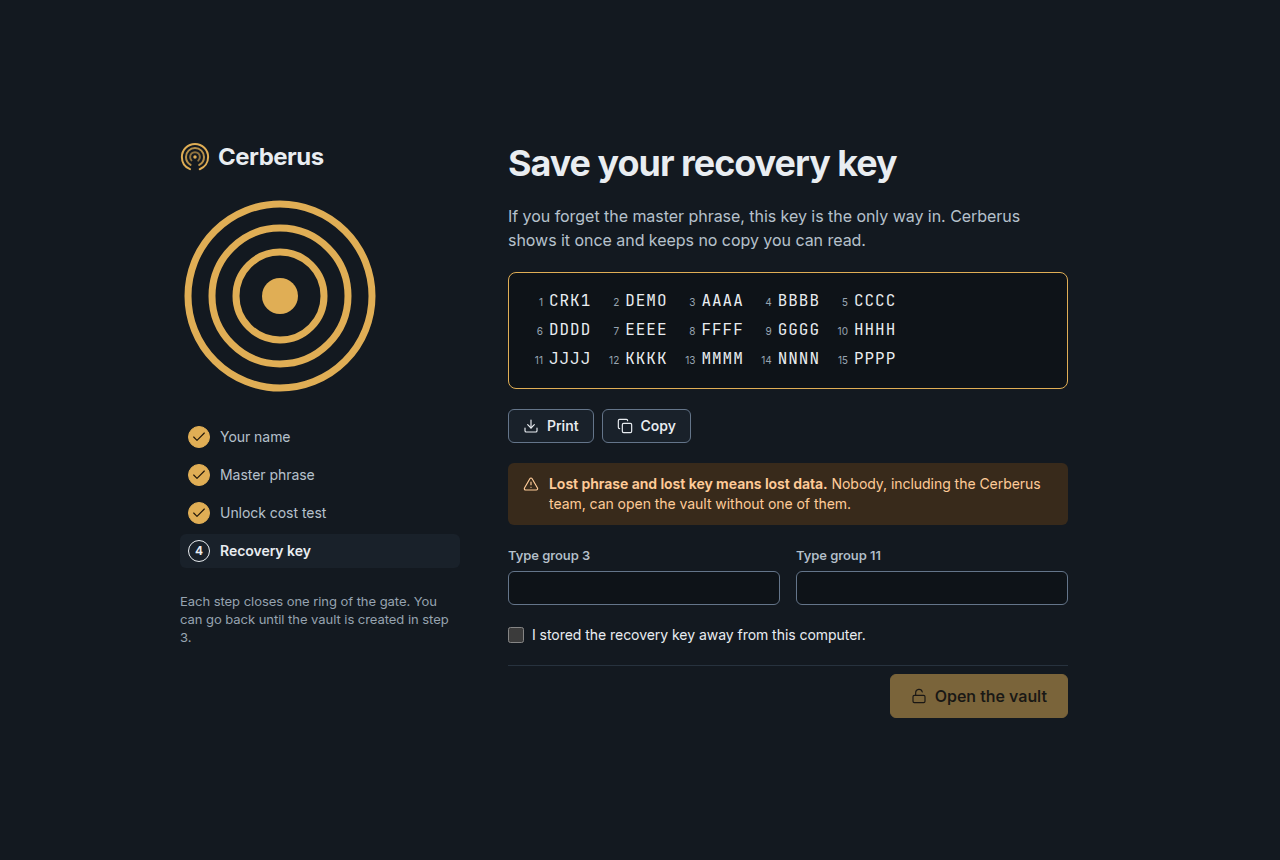 Cerberus
Your name
Master phrase
Unlock cost test
4 Recovery key
Each step closes one ring of the gate. You
can go back until the vault is created in step
3.
Save your recovery key
If you forget the master phrase, this key is the only way in. Cerberus
shows it once and keeps no copy you can read.
1 CRK1 2 DEMO 3 AAAA 4 BBBB 5 CCCC
6 DDDD 7 EEEE 8 FFFF 9 GGGG 10 HHHH
11 JJJJ 12 KKKK 13 MMMM 14 NNNN 15 PPPP
Print Copy
Lost phrase and lost key means lost data. Nobody, including the Cerberus
team, can open the vault without one of them.
Type group 3 Type group 11
I stored the recovery key away from this computer.
Open the vault